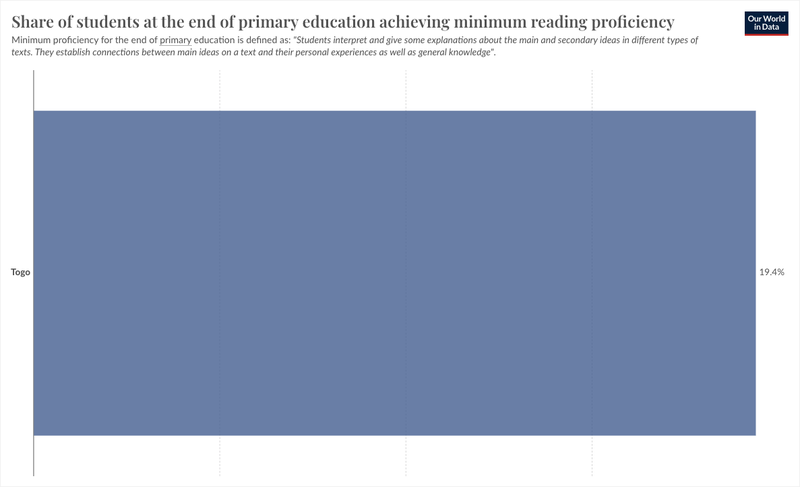 Share of students at the end of primary education achieving minimum reading proficiency
Our World
in Data
Minimum proficiency for the end of primary education is defined as: "Students interpret and give some explanations about the main and secondary ideas in different types of
texts. They establish connections between main ideas on a text and their personal experiences as well as general knowledge".
Togo
19.4%